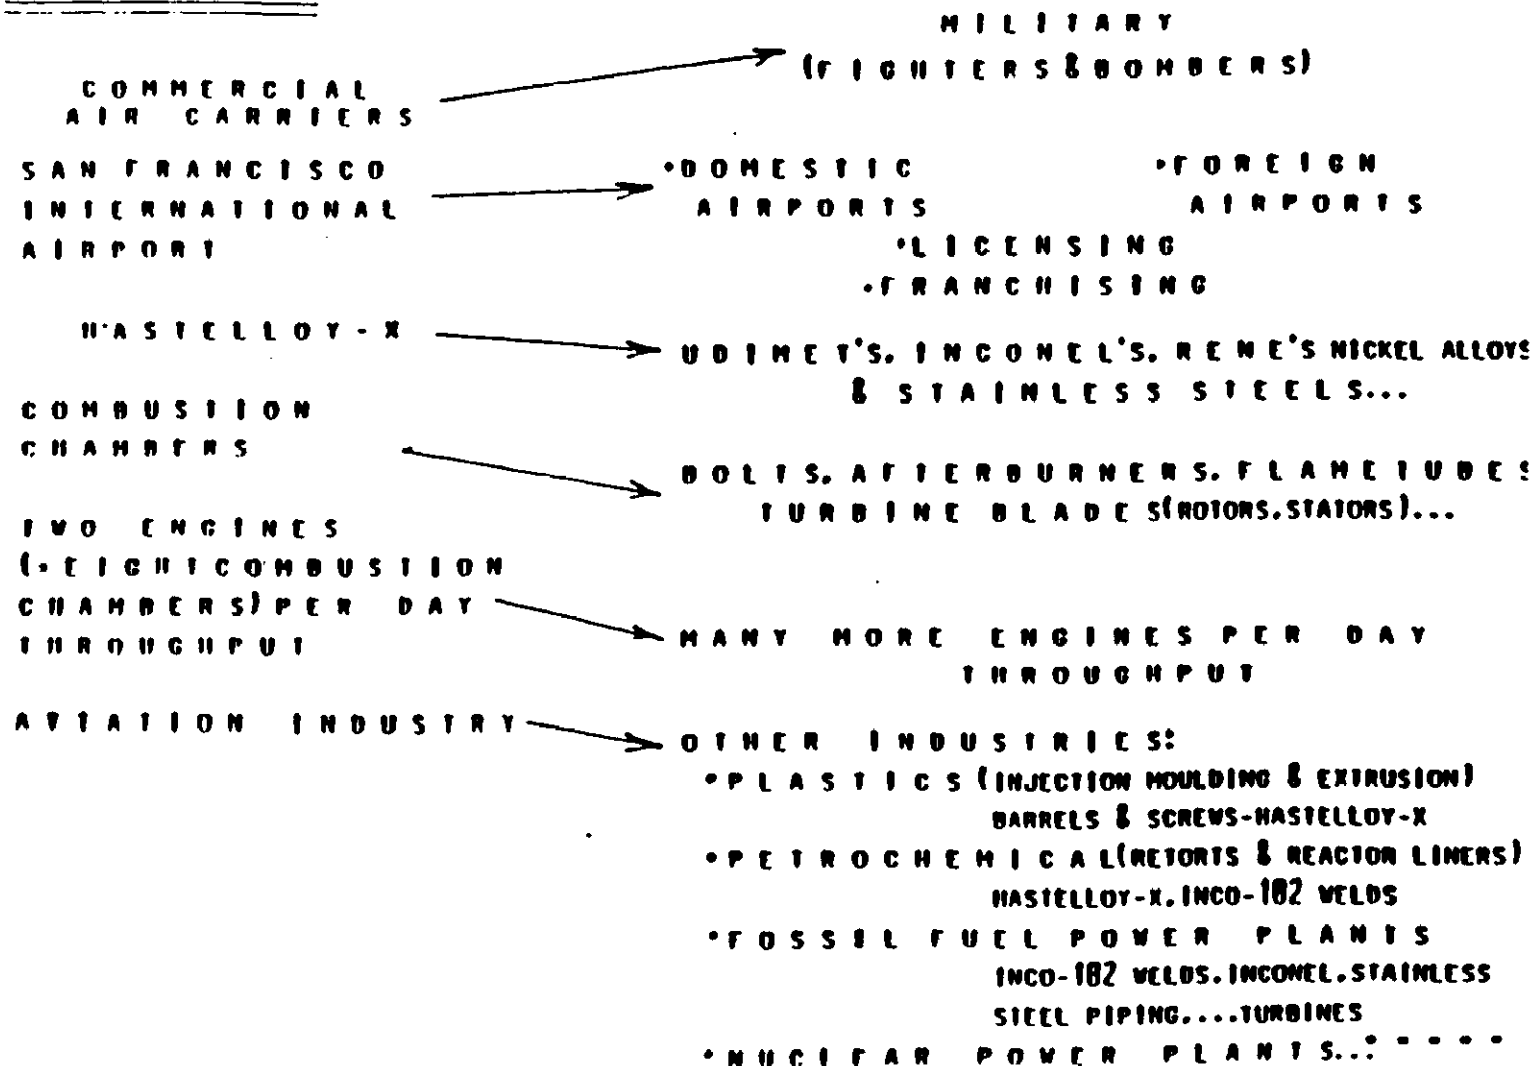 MILITARY
(FIGHTERS&BOMBERS)
COMMERCIAL
AIR CARRIERS
SAN FRANCISCO
INTERNATIONAL
AIRPORT
•DOMESTIC
AIRPORTS
•FOREIGN
AIRPORTS
•LICENSING
•FRANCHISING
HASTELLOY-X
UDIMET'S. INCONEL'S. RENE'S NICKEL ALLOYS
& STAINLESS STEELS...
COMBUSTION
CHAMBERS
BOLTS. AFTERBURNERS. FLAMETUBES
TURBINE BLADES(ROTORS.STATORS)...
TWO ENGINES
(=EIGHT COMBUSTION
CHAMBERS)PER DAY
THROUGHPUT
MANY MORE ENGINES PER DAY
THROUGHPUT
AVIATION INDUSTRY
OTHER INDUSTRIES:
•PLASTICS(INJECTION MOULDING & EXTRUSION)
BARRELS & SCREWS-HASTELLOY-X
•PETROCHEMICAL(RETORTS & REACTOR LINERS)
HASTELLOY-X.INCO-182 WELDS
•FOSSIL FUEL POWER PLANTS
INCO-182 WELDS.INCONEL.STAINLESS
STEEL PIPING....TURBINES
•NUCLEAR POWER PLANTS...